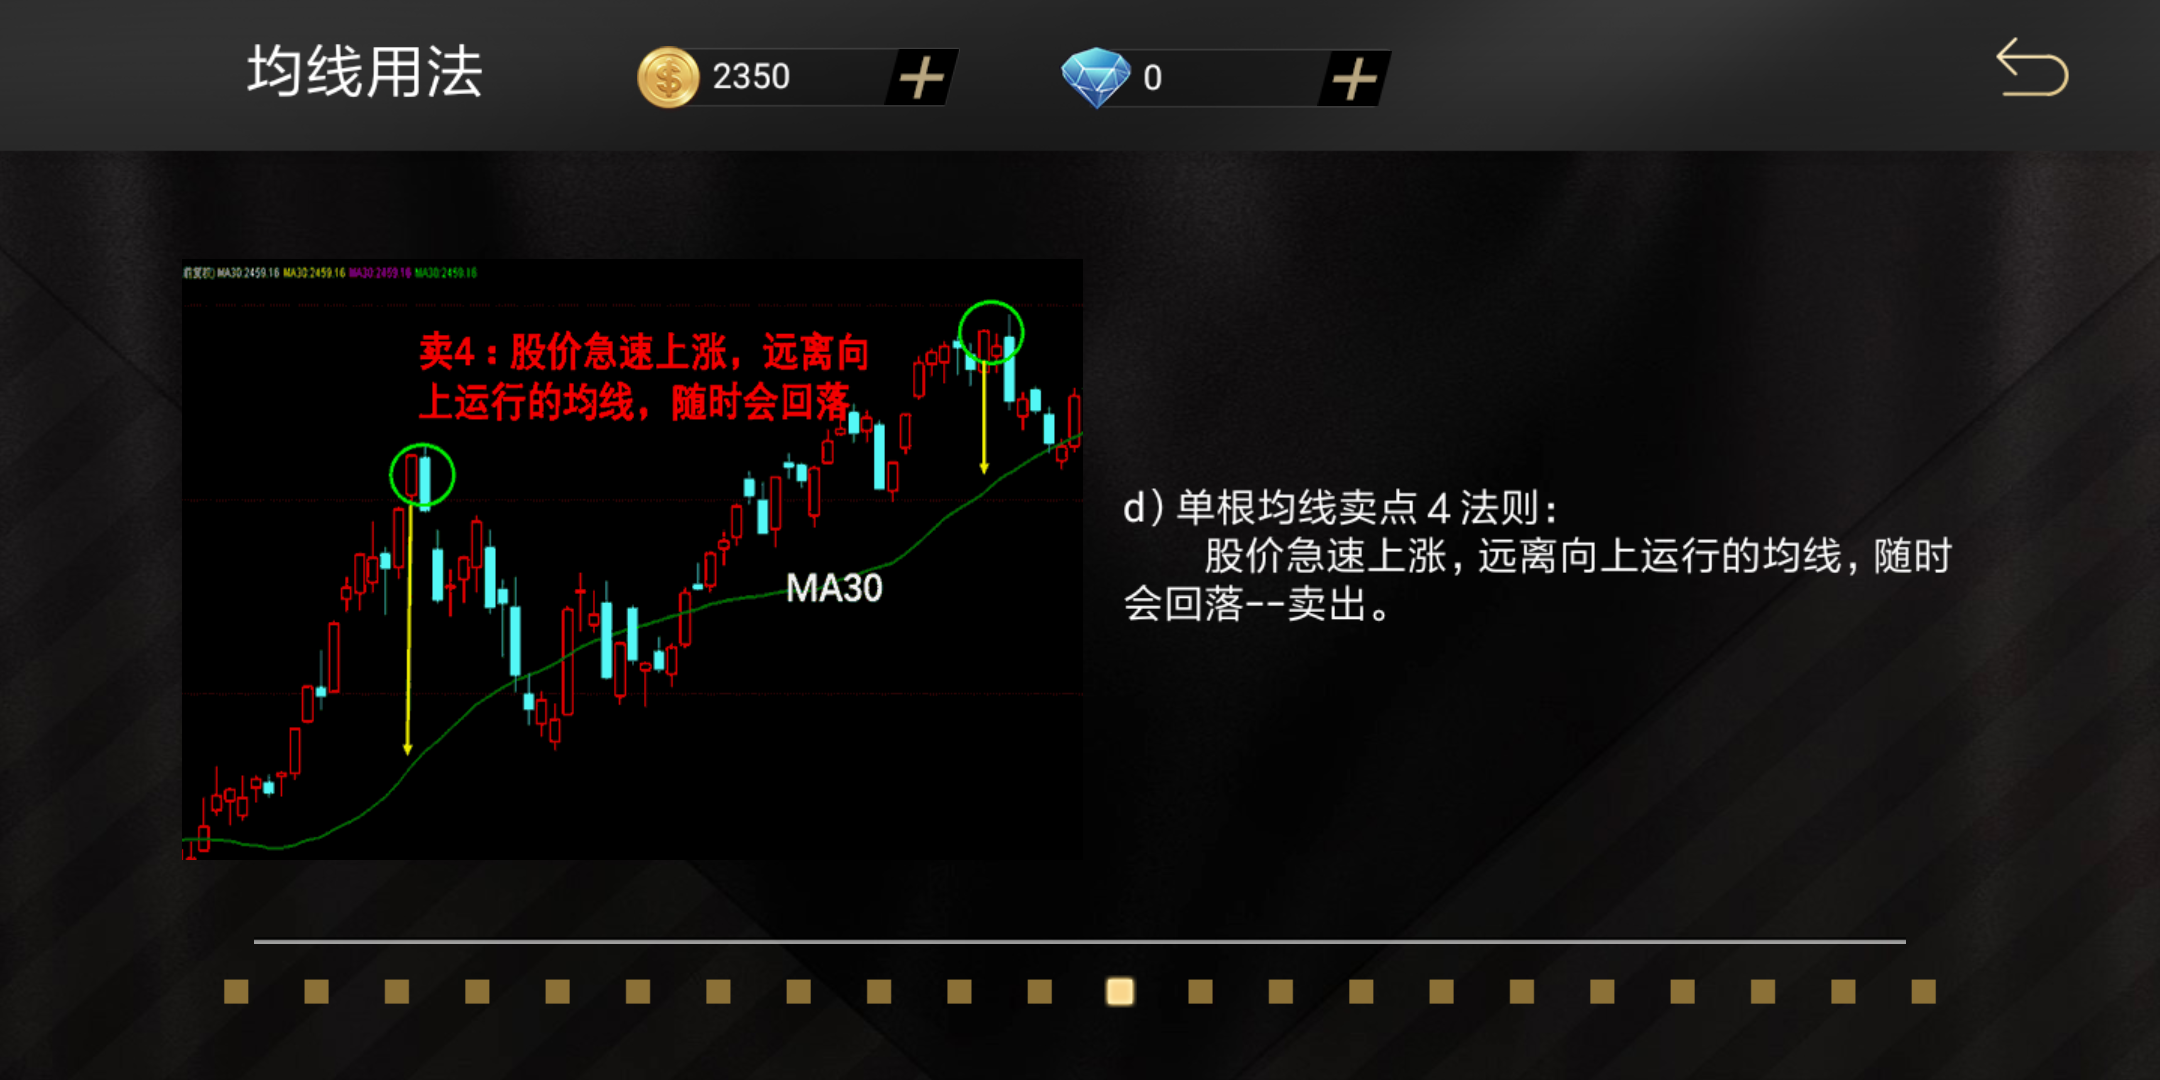 均线用法
2350
0
前复权) MA30:2459.16 MA30:2459.16 MA30:2459.16 MA30:2459.16
卖4：股价急速上涨，远离向
上运行的均线，随时会回落
MA30
d) 单根均线卖点4法则：
股价急速上涨，远离向上运行的均线，随时
会回落--卖出。